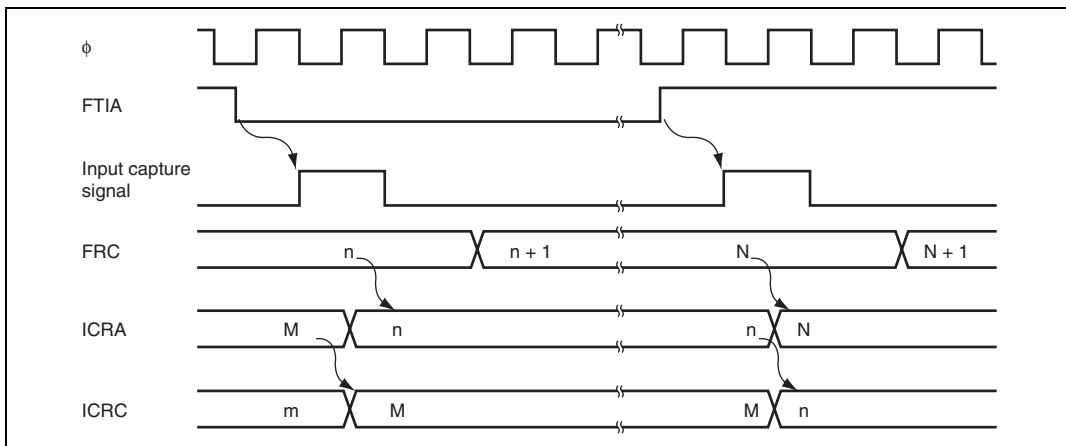 ϕ
FTIA
Input capture
signal
FRC n n + 1 N N + 1
ICRA M n n N
ICRC m M M n